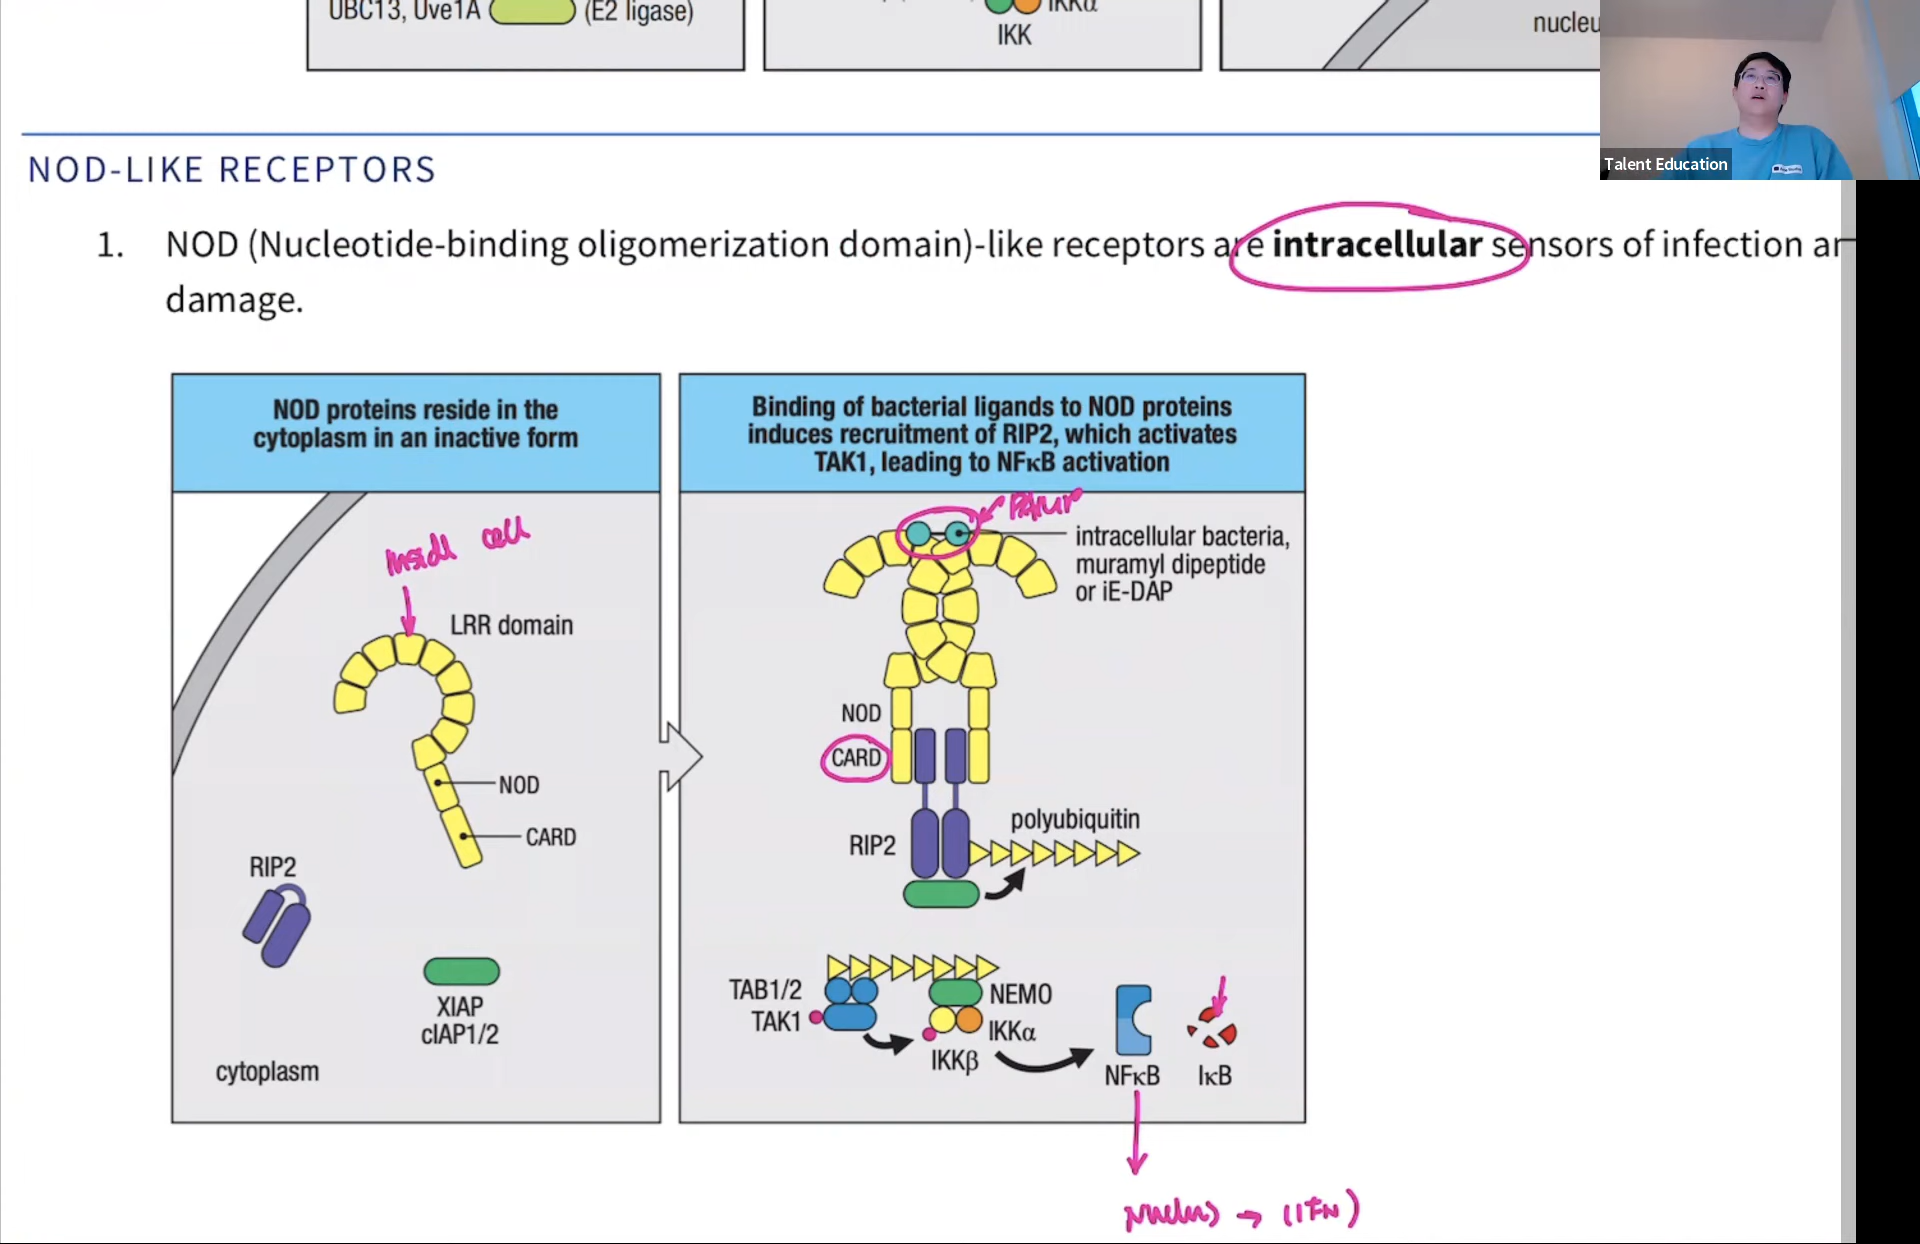 UBC13, Uve1A (E2 ligase)
IKKα
IKK
nucleu
Talent Education
NOD-LIKE RECEPTORS
1. NOD (Nucleotide-binding oligomerization domain)-like receptors are intracellular sensors of infection an
damage.
NOD proteins reside in the
cytoplasm in an inactive form
Inside cell
LRR domain
NOD
CARD
RIP2
XIAP
cIAP1/2
cytoplasm
Binding of bacterial ligands to NOD proteins
induces recruitment of RIP2, which activates
TAK1, leading to NFκB activation
intracellular bacteria,
muramyl dipeptide
or iE-DAP
NOD
CARD
RIP2
polyubiquitin
TAB1/2
TAK1
NEMO
IKKα
IKKβ
NFκB
IκB
Nucleus →